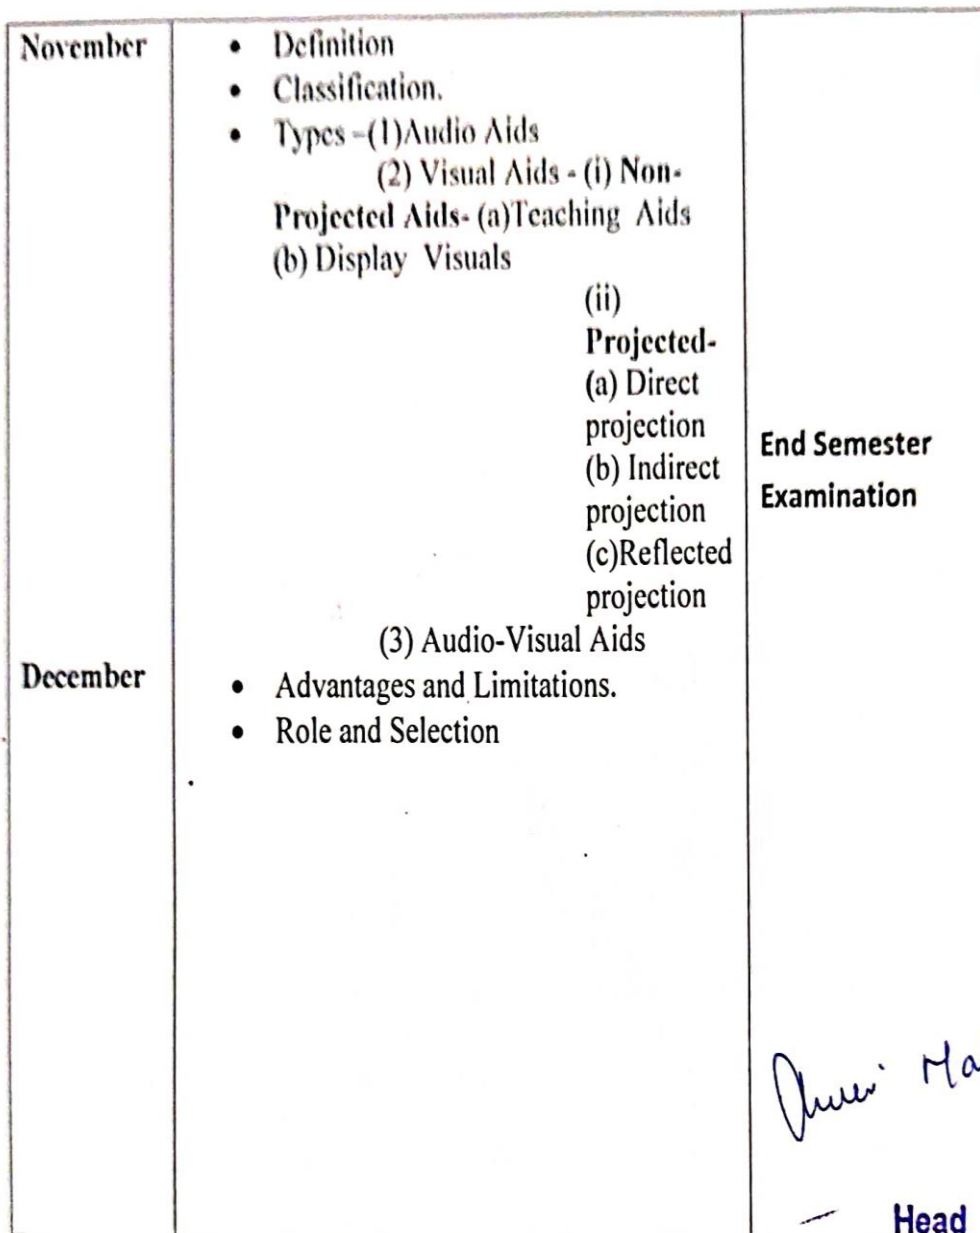 November
• Definition
• Classification.
• Types –(1)Audio Aids
(2) Visual Aids - (i) Non-
Projected Aids- (a)Teaching Aids
(b) Display Visuals
(ii)
Projected-
(a) Direct
projection
(b) Indirect
projection
(c)Reflected
projection
(3) Audio-Visual Aids
December
• Advantages and Limitations.
• Role and Selection
End Semester
Examination
Head